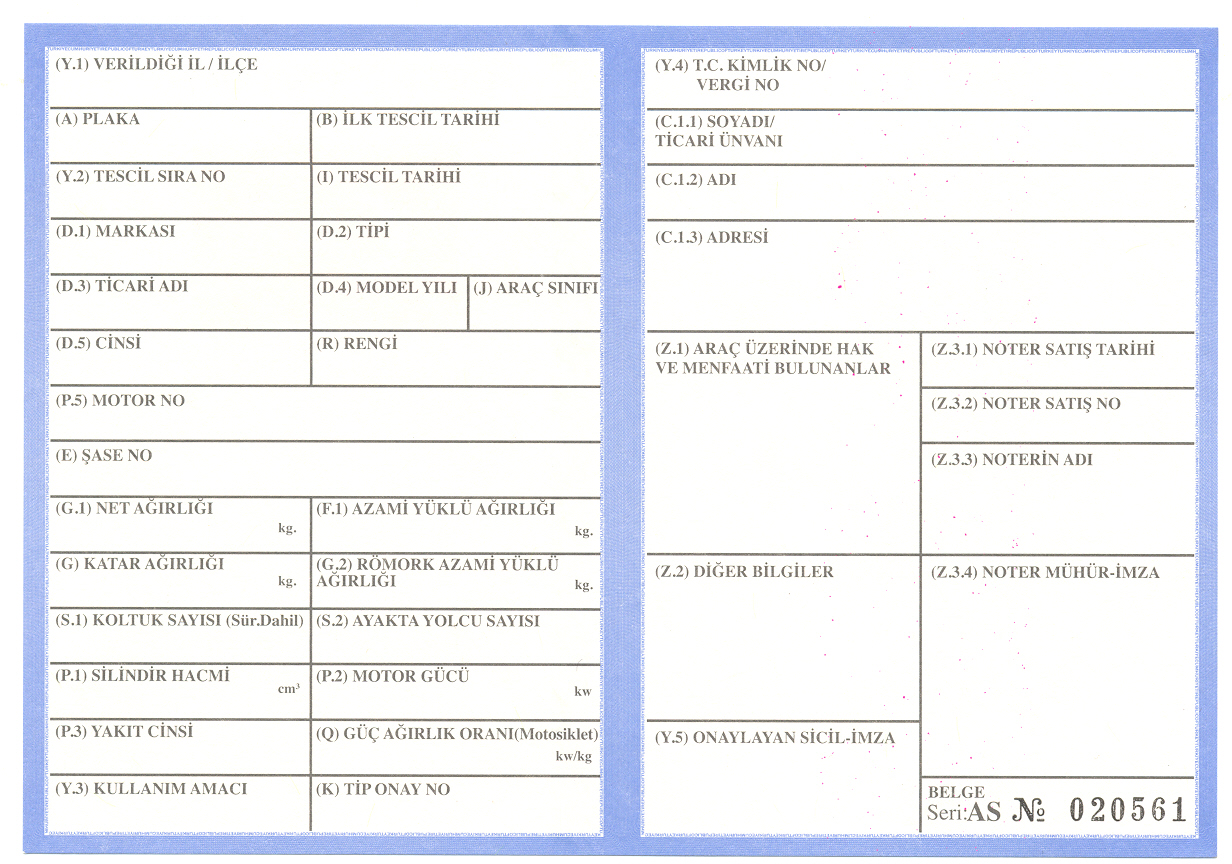 (Y.1) VERİLDİĞİ İL / İLÇE
(A) PLAKA
(B) İLK TESCİL TARİHİ
(Y.2) TESCİL SIRA NO
(I) TESCİL TARİHİ
(D.1) MARKASI
(D.2) TİPİ
(D.3) TİCARİ ADI
(D.4) MODEL YILI
(J) ARAÇ SINIFI
(D.5) CİNSİ
(R) RENGİ
(P.5) MOTOR NO
(E) ŞASE NO
(G.1) NET AĞIRLIĞI
kg.
(F.1) AZAMİ YÜKLÜ AĞIRLIĞI
kg.
(G) KATAR AĞIRLIĞI
kg.
(G.2) RÖMORK AZAMİ YÜKLÜ
AĞIRLIĞI
kg.
(S.1) KOLTUK SAYISI (Sür.Dahil)
(S.2) AYAKTA YOLCU SAYISI
(P.1) SİLİNDİR HACMİ
cm³
(P.2) MOTOR GÜCÜ
kw
(P.3) YAKIT CİNSİ
(Q) GÜÇ AĞIRLIK ORANI(Motosiklet)
kw/kg
(Y.3) KULLANIM AMACI
(K) TİP ONAY NO
(Y.4) T.C. KİMLİK NO/
VERGİ NO
(C.1.1) SOYADI/
TİCARİ ÜNVANI
(C.1.2) ADI
(C.1.3) ADRESİ
(Z.1) ARAÇ ÜZERİNDE HAK
VE MENFAATİ BULUNANLAR
(Z.3.1) NOTER SATIŞ TARİHİ
(Z.3.2) NOTER SATIŞ NO
(Z.3.3) NOTERİN ADI
(Z.2) DİĞER BİLGİLER
(Z.3.4) NOTER MÜHÜR-İMZA
(Y.5) ONAYLAYAN SİCİL-İMZA
BELGE
Seri:AS № 020561